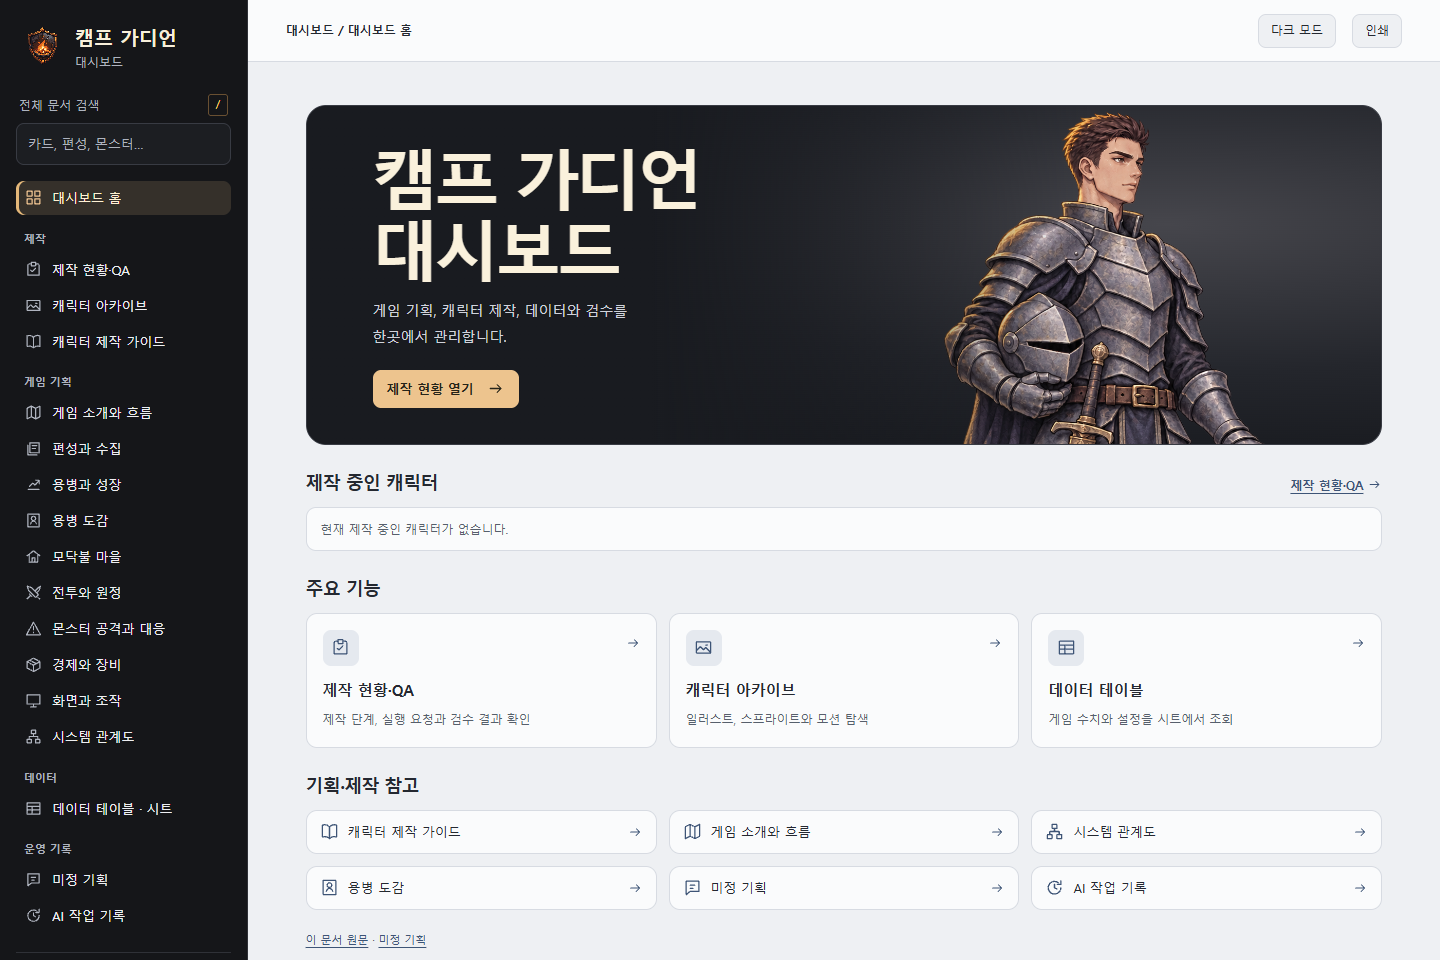 캠프 가디언
대시보드
전체 문서 검색 /
카드, 편성, 몬스터...
대시보드 홈
제작
제작 현황·QA
캐릭터 아카이브
캐릭터 제작 가이드
게임 기획
게임 소개와 흐름
편성과 수집
용병과 성장
용병 도감
모닥불 마을
전투와 원정
몬스터 공격과 대응
경제와 장비
화면과 조작
시스템 관계도
데이터
데이터 테이블 · 시트
운영 기록
미정 기획
AI 작업 기록
대시보드 / 대시보드 홈
다크 모드
인쇄
캠프 가디언
대시보드
게임 기획, 캐릭터 제작, 데이터와 검수를
한곳에서 관리합니다.
제작 현황 열기 →
제작 중인 캐릭터
제작 현황·QA →
현재 제작 중인 캐릭터가 없습니다.
주요 기능
제작 현황·QA
제작 단계, 실행 요청과 검수 결과 확인
캐릭터 아카이브
일러스트, 스프라이트와 모션 탐색
데이터 테이블
게임 수치와 설정을 시트에서 조회
기획·제작 참고
캐릭터 제작 가이드 →
게임 소개와 흐름 →
시스템 관계도 →
용병 도감 →
미정 기획 →
AI 작업 기록 →
이 문서 원문 · 미정 기획